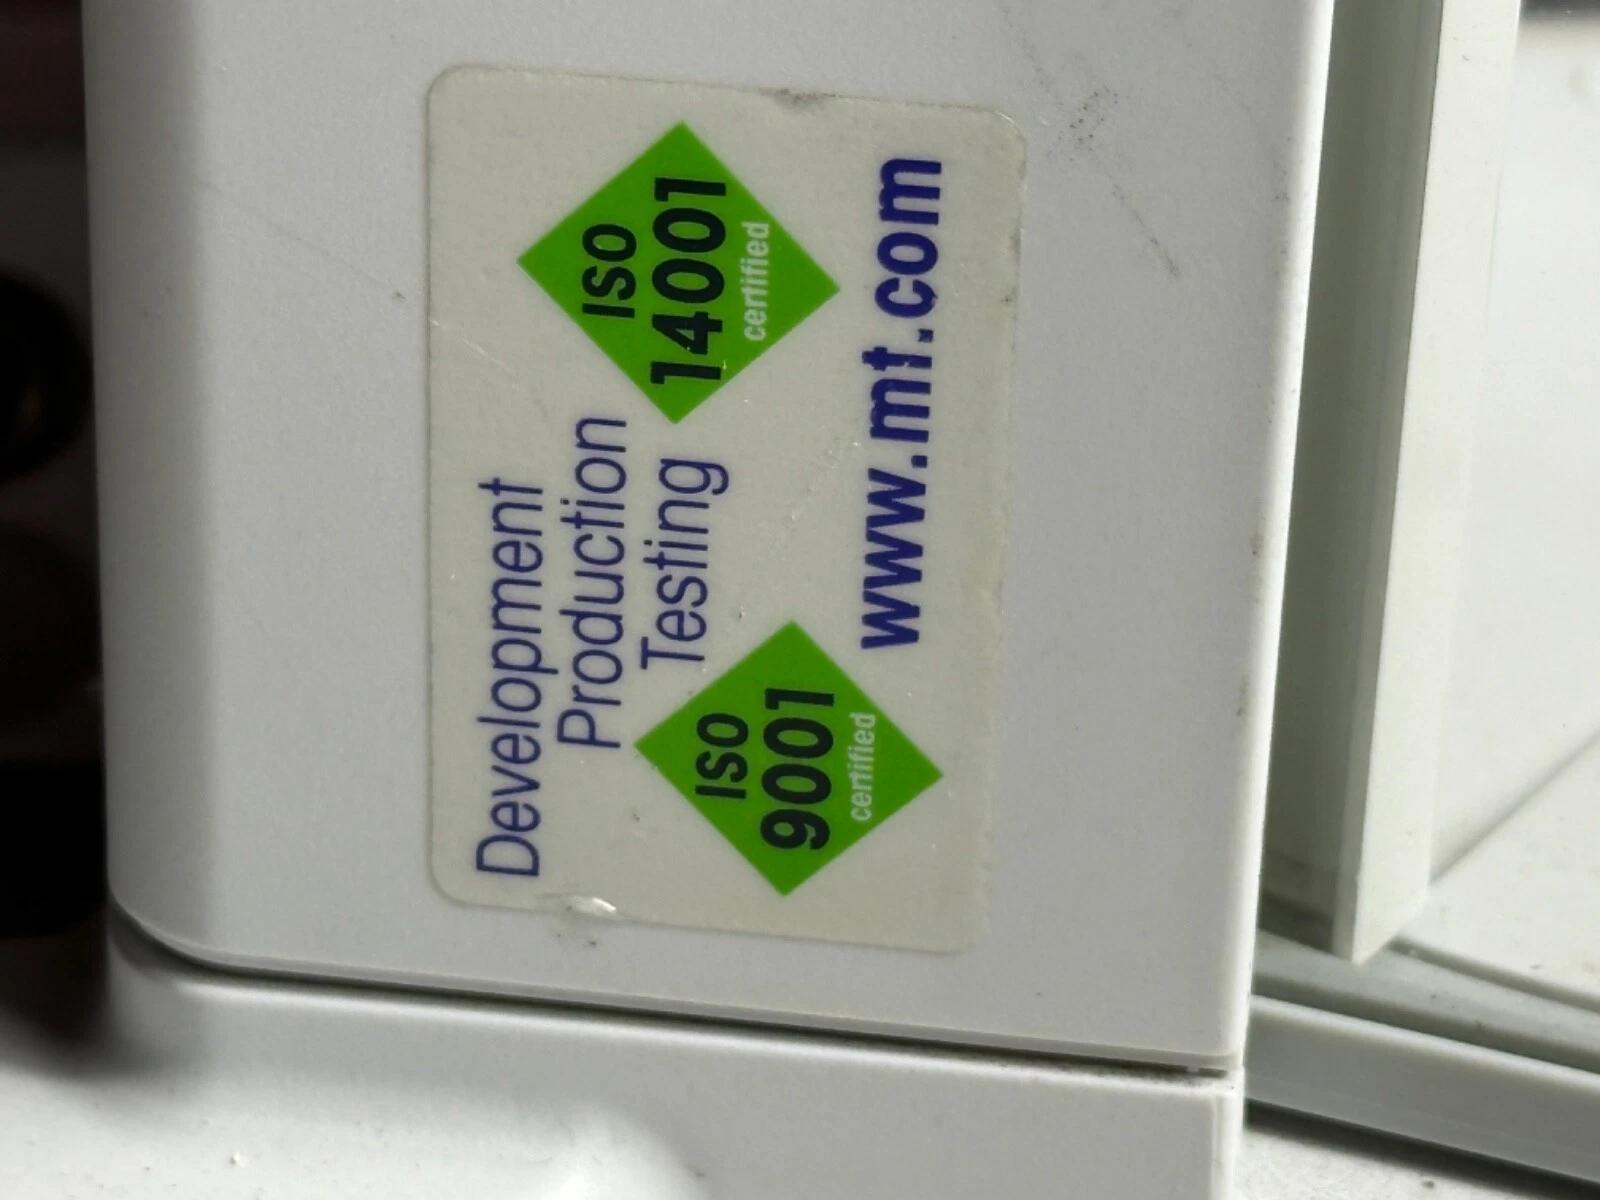 Development
Production
Testing
ISO
9001
certified
ISO
14001
certified
www.mt.com